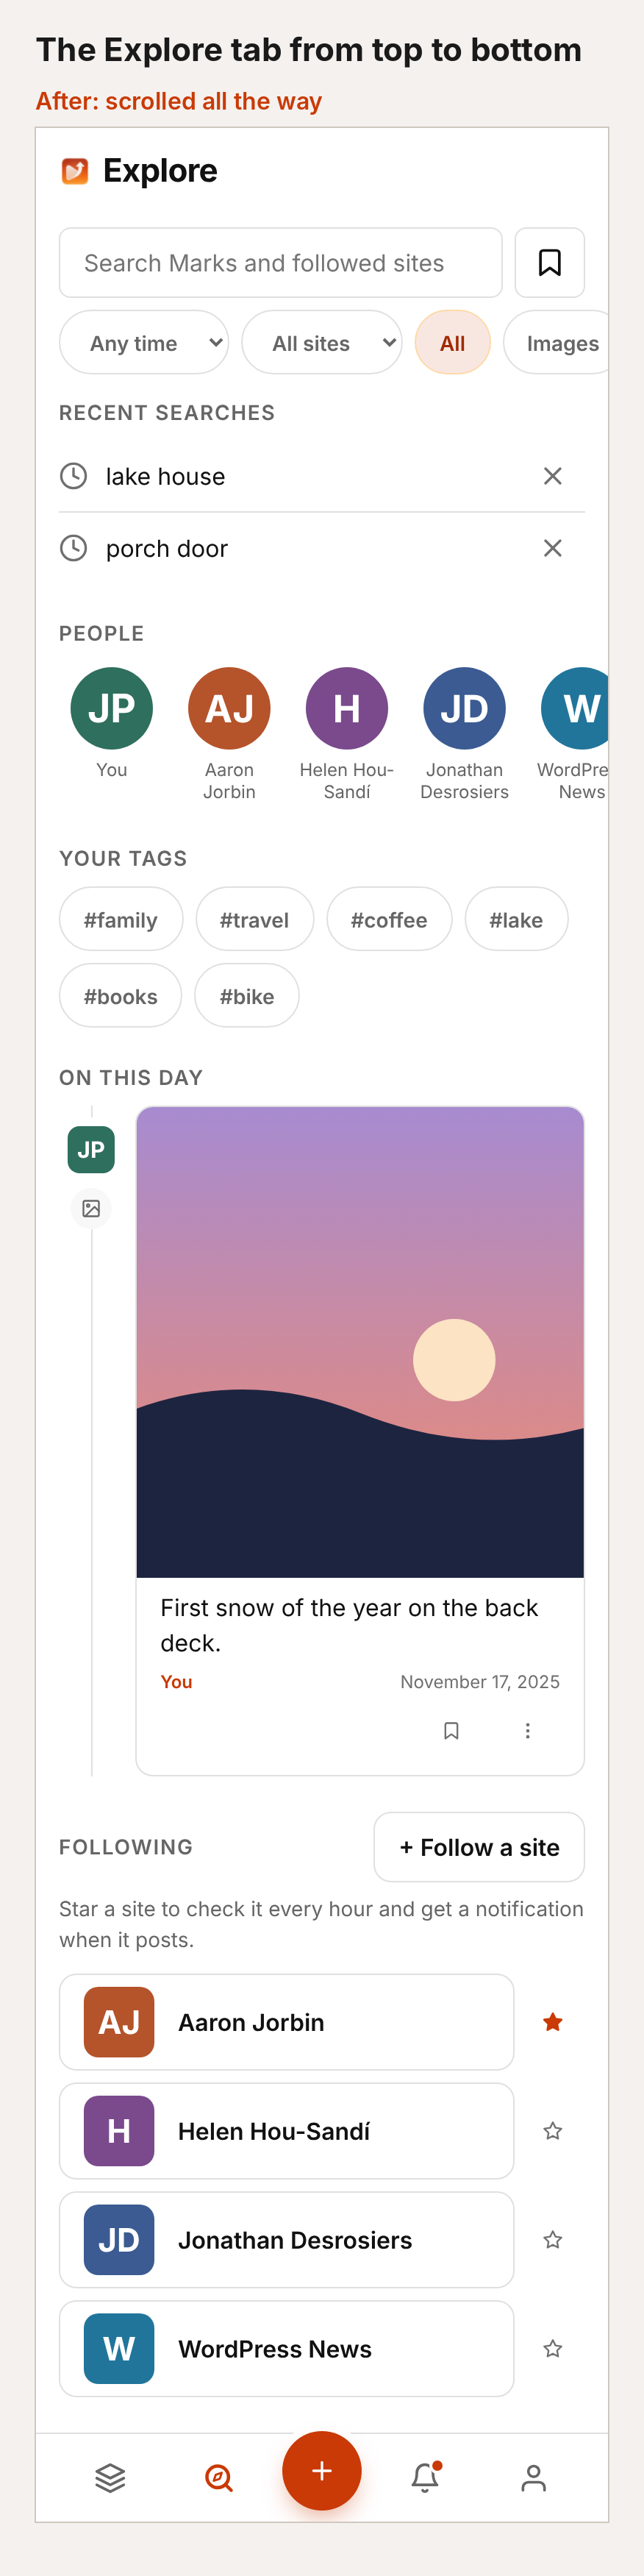 The Explore tab from top to bottom
After: scrolled all the way
Explore
Search Marks and followed sites
Any time
All sites
All
Images
RECENT SEARCHES
lake house
porch door
PEOPLE
JP
AJ
H
JD
W
You
Aaron
Jorbin
Helen Hou-
Sandí
Jonathan
Desrosiers
WordPre
News
YOUR TAGS
#family
#travel
#coffee
#lake
#books
#bike
ON THIS DAY
JP
First snow of the year on the back
deck.
You
November 17, 2025
FOLLOWING
+ Follow a site
Star a site to check it every hour and get a notification
when it posts.
AJ
Aaron Jorbin
H
Helen Hou-Sandí
JD
Jonathan Desrosiers
W
WordPress News